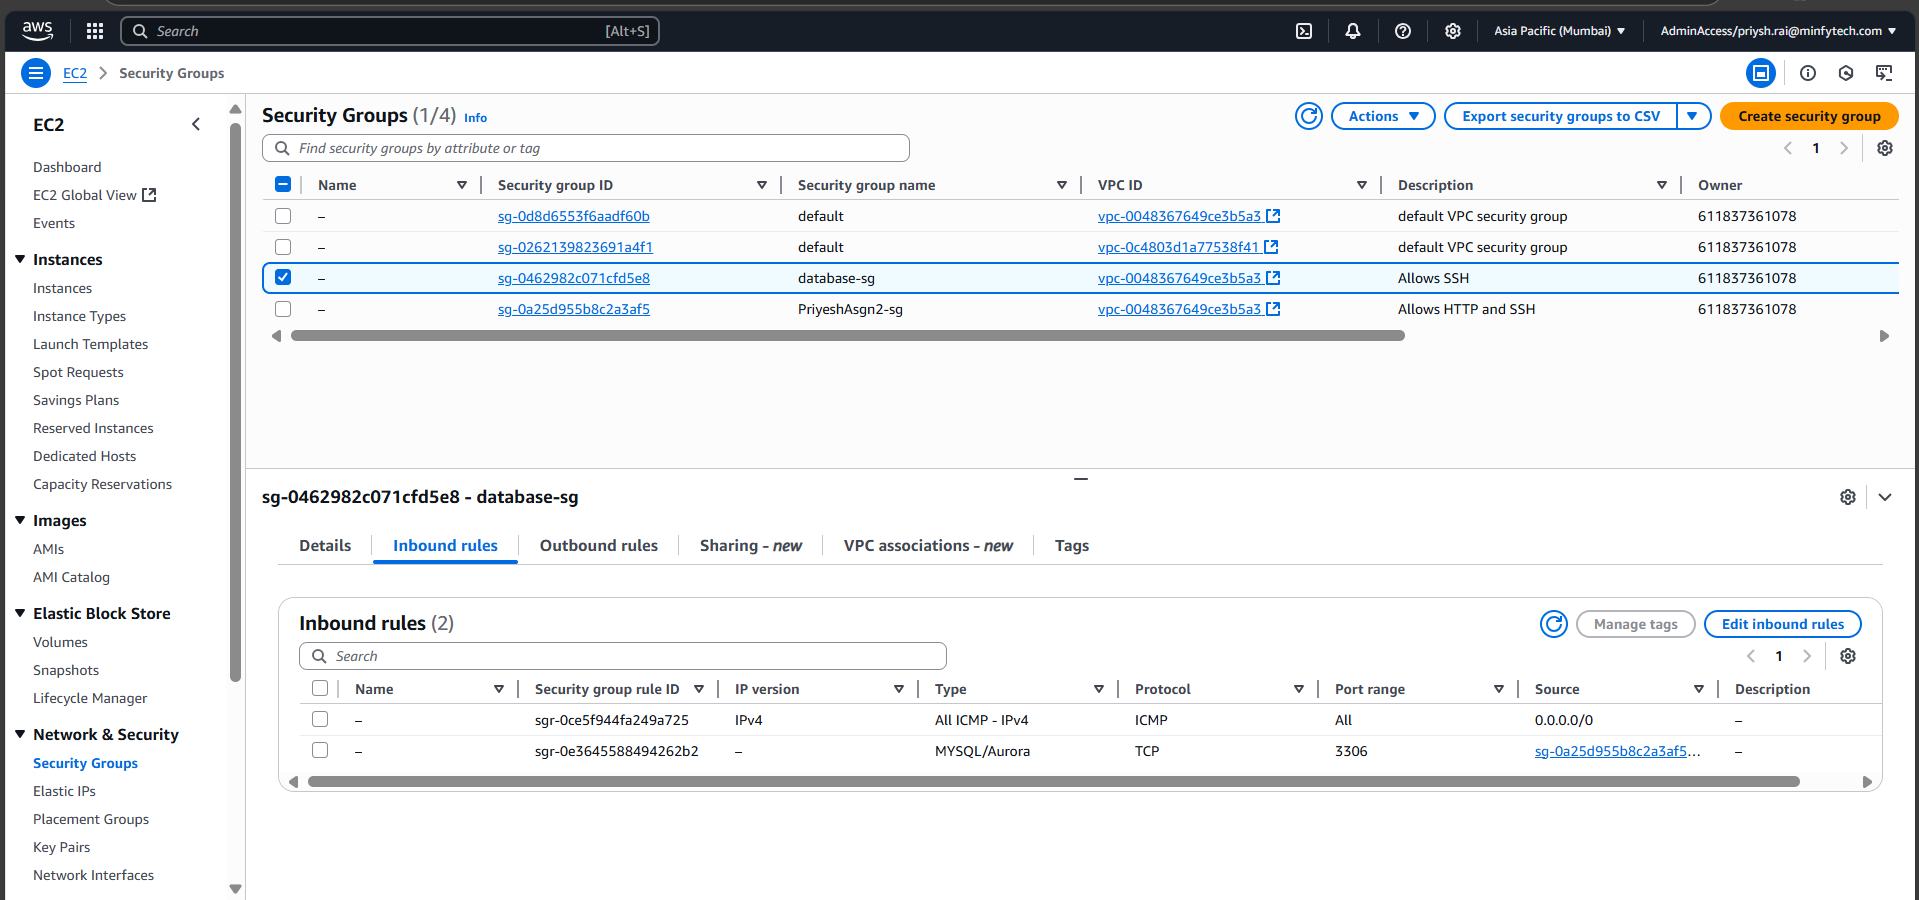 aws
Search [Alt+S]
Asia Pacific (Mumbai)
AdminAccess/priysh.rai@minfytech.com
EC2 Security Groups
EC2
Dashboard
EC2 Global View
Events
Instances
Instances
Instance Types
Launch Templates
Spot Requests
Savings Plans
Reserved Instances
Dedicated Hosts
Capacity Reservations
Images
AMIs
AMI Catalog
Elastic Block Store
Volumes
Snapshots
Lifecycle Manager
Network & Security
Security Groups
Elastic IPs
Placement Groups
Key Pairs
Network Interfaces
Security Groups (1/4) Info
Actions
Export security groups to CSV
Create security group
Find security groups by attribute or tag
1
Name Security group ID Security group name VPC ID Description Owner
– sg-0d8d6553f6aadf60b default vpc-0048367649ce3b5a3 default VPC security group 611837361078
– sg-0262139823691a4f1 default vpc-0c4803d1a77538f41 default VPC security group 611837361078
– sg-0462982c071cfd5e8 database-sg vpc-0048367649ce3b5a3 Allows SSH 611837361078
– sg-0a25d955b8c2a3af5 PriyeshAsgn2-sg vpc-0048367649ce3b5a3 Allows HTTP and SSH 611837361078
sg-0462982c071cfd5e8 - database-sg
Details Inbound rules Outbound rules Sharing - new VPC associations - new Tags
Inbound rules (2)
Manage tags
Edit inbound rules
Search
1
Name Security group rule ID IP version Type Protocol Port range Source Description
– sgr-0ce5f944fa249a725 IPv4 All ICMP - IPv4 ICMP All 0.0.0.0/0 –
– sgr-0e3645588494262b2 – MYSQL/Aurora TCP 3306 sg-0a25d955b8c2a3af5... –